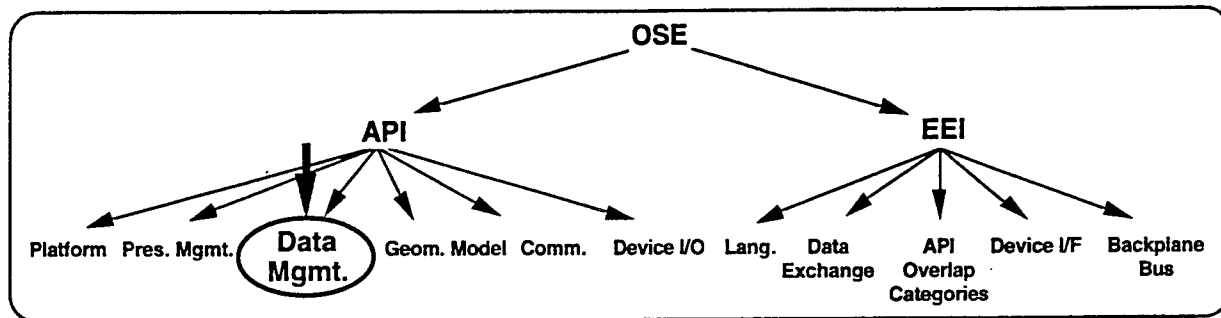 OSE
API
EEI
Platform
Pres. Mgmt.
Data
Mgmt.
Geom. Model
Comm.
Device I/O
Lang.
Data
Exchange
API
Overlap
Categories
Device I/F
Backplane
Bus